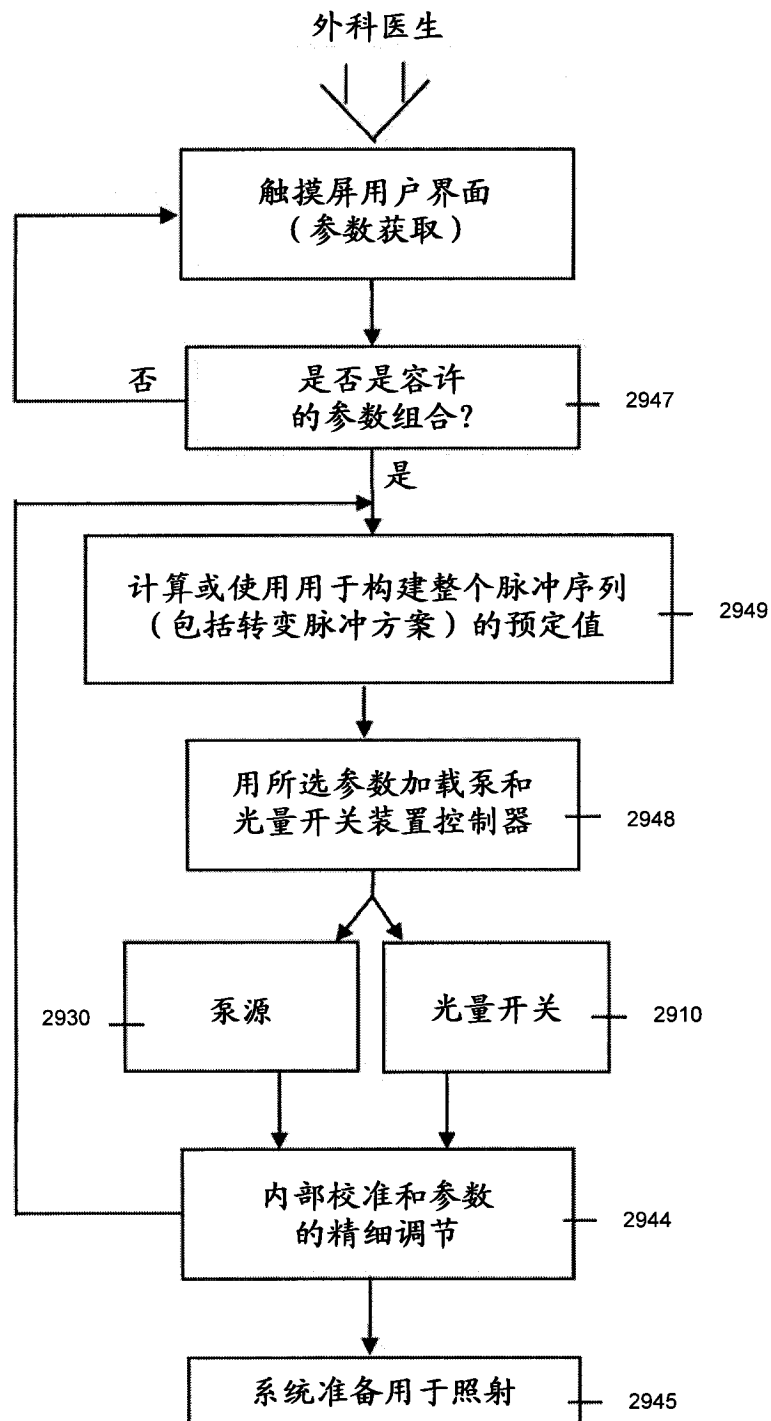 外科医生
触摸屏用户界面
（参数获取）
否
是否是容许
的参数组合？
2947
是
计算或使用用于构建整个脉冲序列
（包括转变脉冲方案）的预定值
2949
用所选参数加载泵和
光量开关装置控制器
2948
2930
泵源
光量开关
2910
内部校准和参数
的精细调节
2944
系统准备用于照射
2945